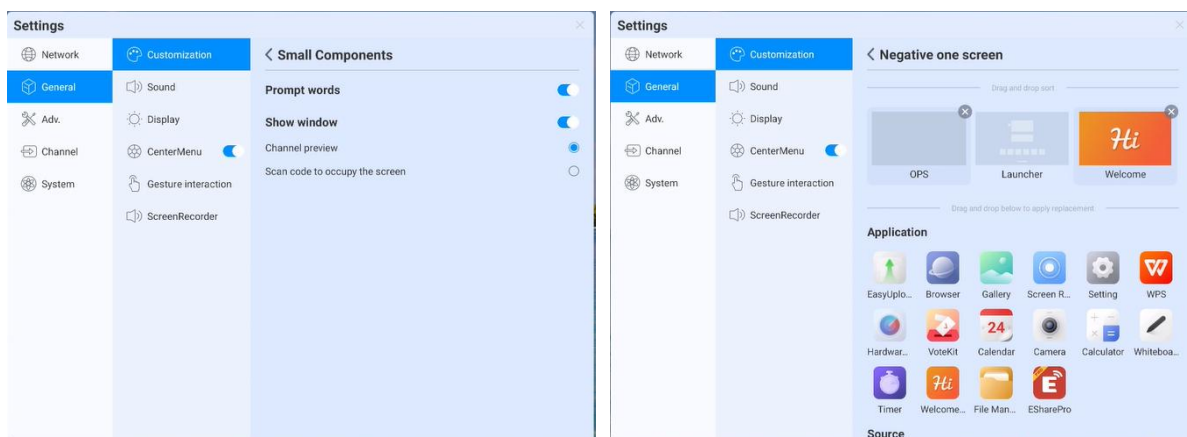 Settings
Network
General
Adv.
Channel
System
Customization
Sound
Display
CenterMenu
Gesture interaction
ScreenRecorder
Small Components
Prompt words
Show window
Channel preview
Scan code to occupy the screen
Settings
Network
General
Adv.
Channel
System
Customization
Sound
Display
CenterMenu
Gesture interaction
ScreenRecorder
Negative one screen
Drag and drop sort
Hi
OPS Launcher Welcome
Drag and drop below to apply replacement
Application
EasyUplo... Browser Gallery Screen R... Setting WPS
24
Hardwar... VoteKit Calendar Camera Calculator Whiteboa...
Hi E
Timer Welcome... File Man... ESharePro
Source